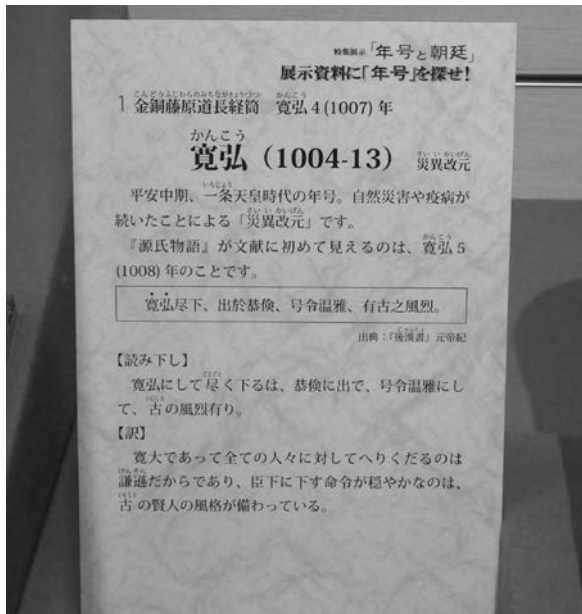 特集展示「年号と朝廷」
展示資料に「年号」を探せ！
1 金銅藤原道長経筒　寛弘4(1007)年
寛弘（1004-13）　災異改元
平安中期、一条天皇時代の年号。自然災害や疫病が
続いたことによる「災異改元」です。
『源氏物語』が文献に初めて見えるのは、寛弘5
(1008)年のことです。
寛弘尽下、出於恭倹、号令温雅、有古之風烈。
出典：『後漢書』元帝紀
【読み下し】
寛弘にして尽く下るは、恭倹に出で、号令温雅にし
て、古の風烈有り。
【訳】
寛大であって全ての人々に対してへりくだるのは
謙遜だからであり、臣下に下す命令が穏やかなのは、
古の賢人の風格が備わっている。